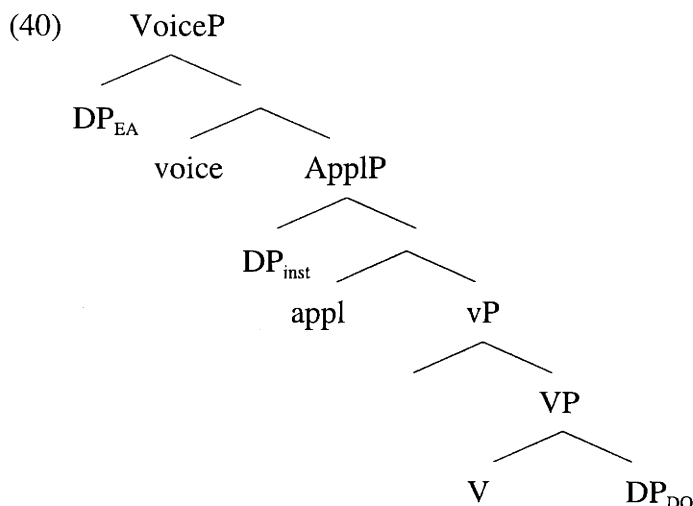 (40) VoiceP
DP_EA
voice ApplP
DP_inst
appl vP
VP
V DP_DO